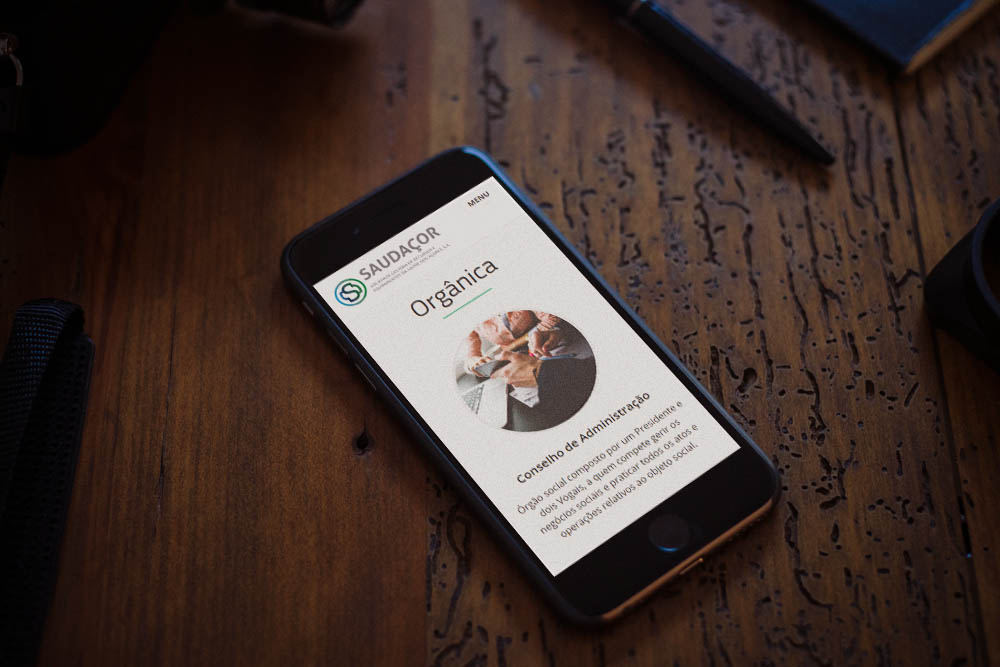 MENU
SAUDAÇOR
Orgânica
Conselho de Administração
Órgão social composto por um Presidente e
dois Vogais, a quem compete gerir os
negócios sociais e praticar todos os atos e
operações relativos ao objeto social.